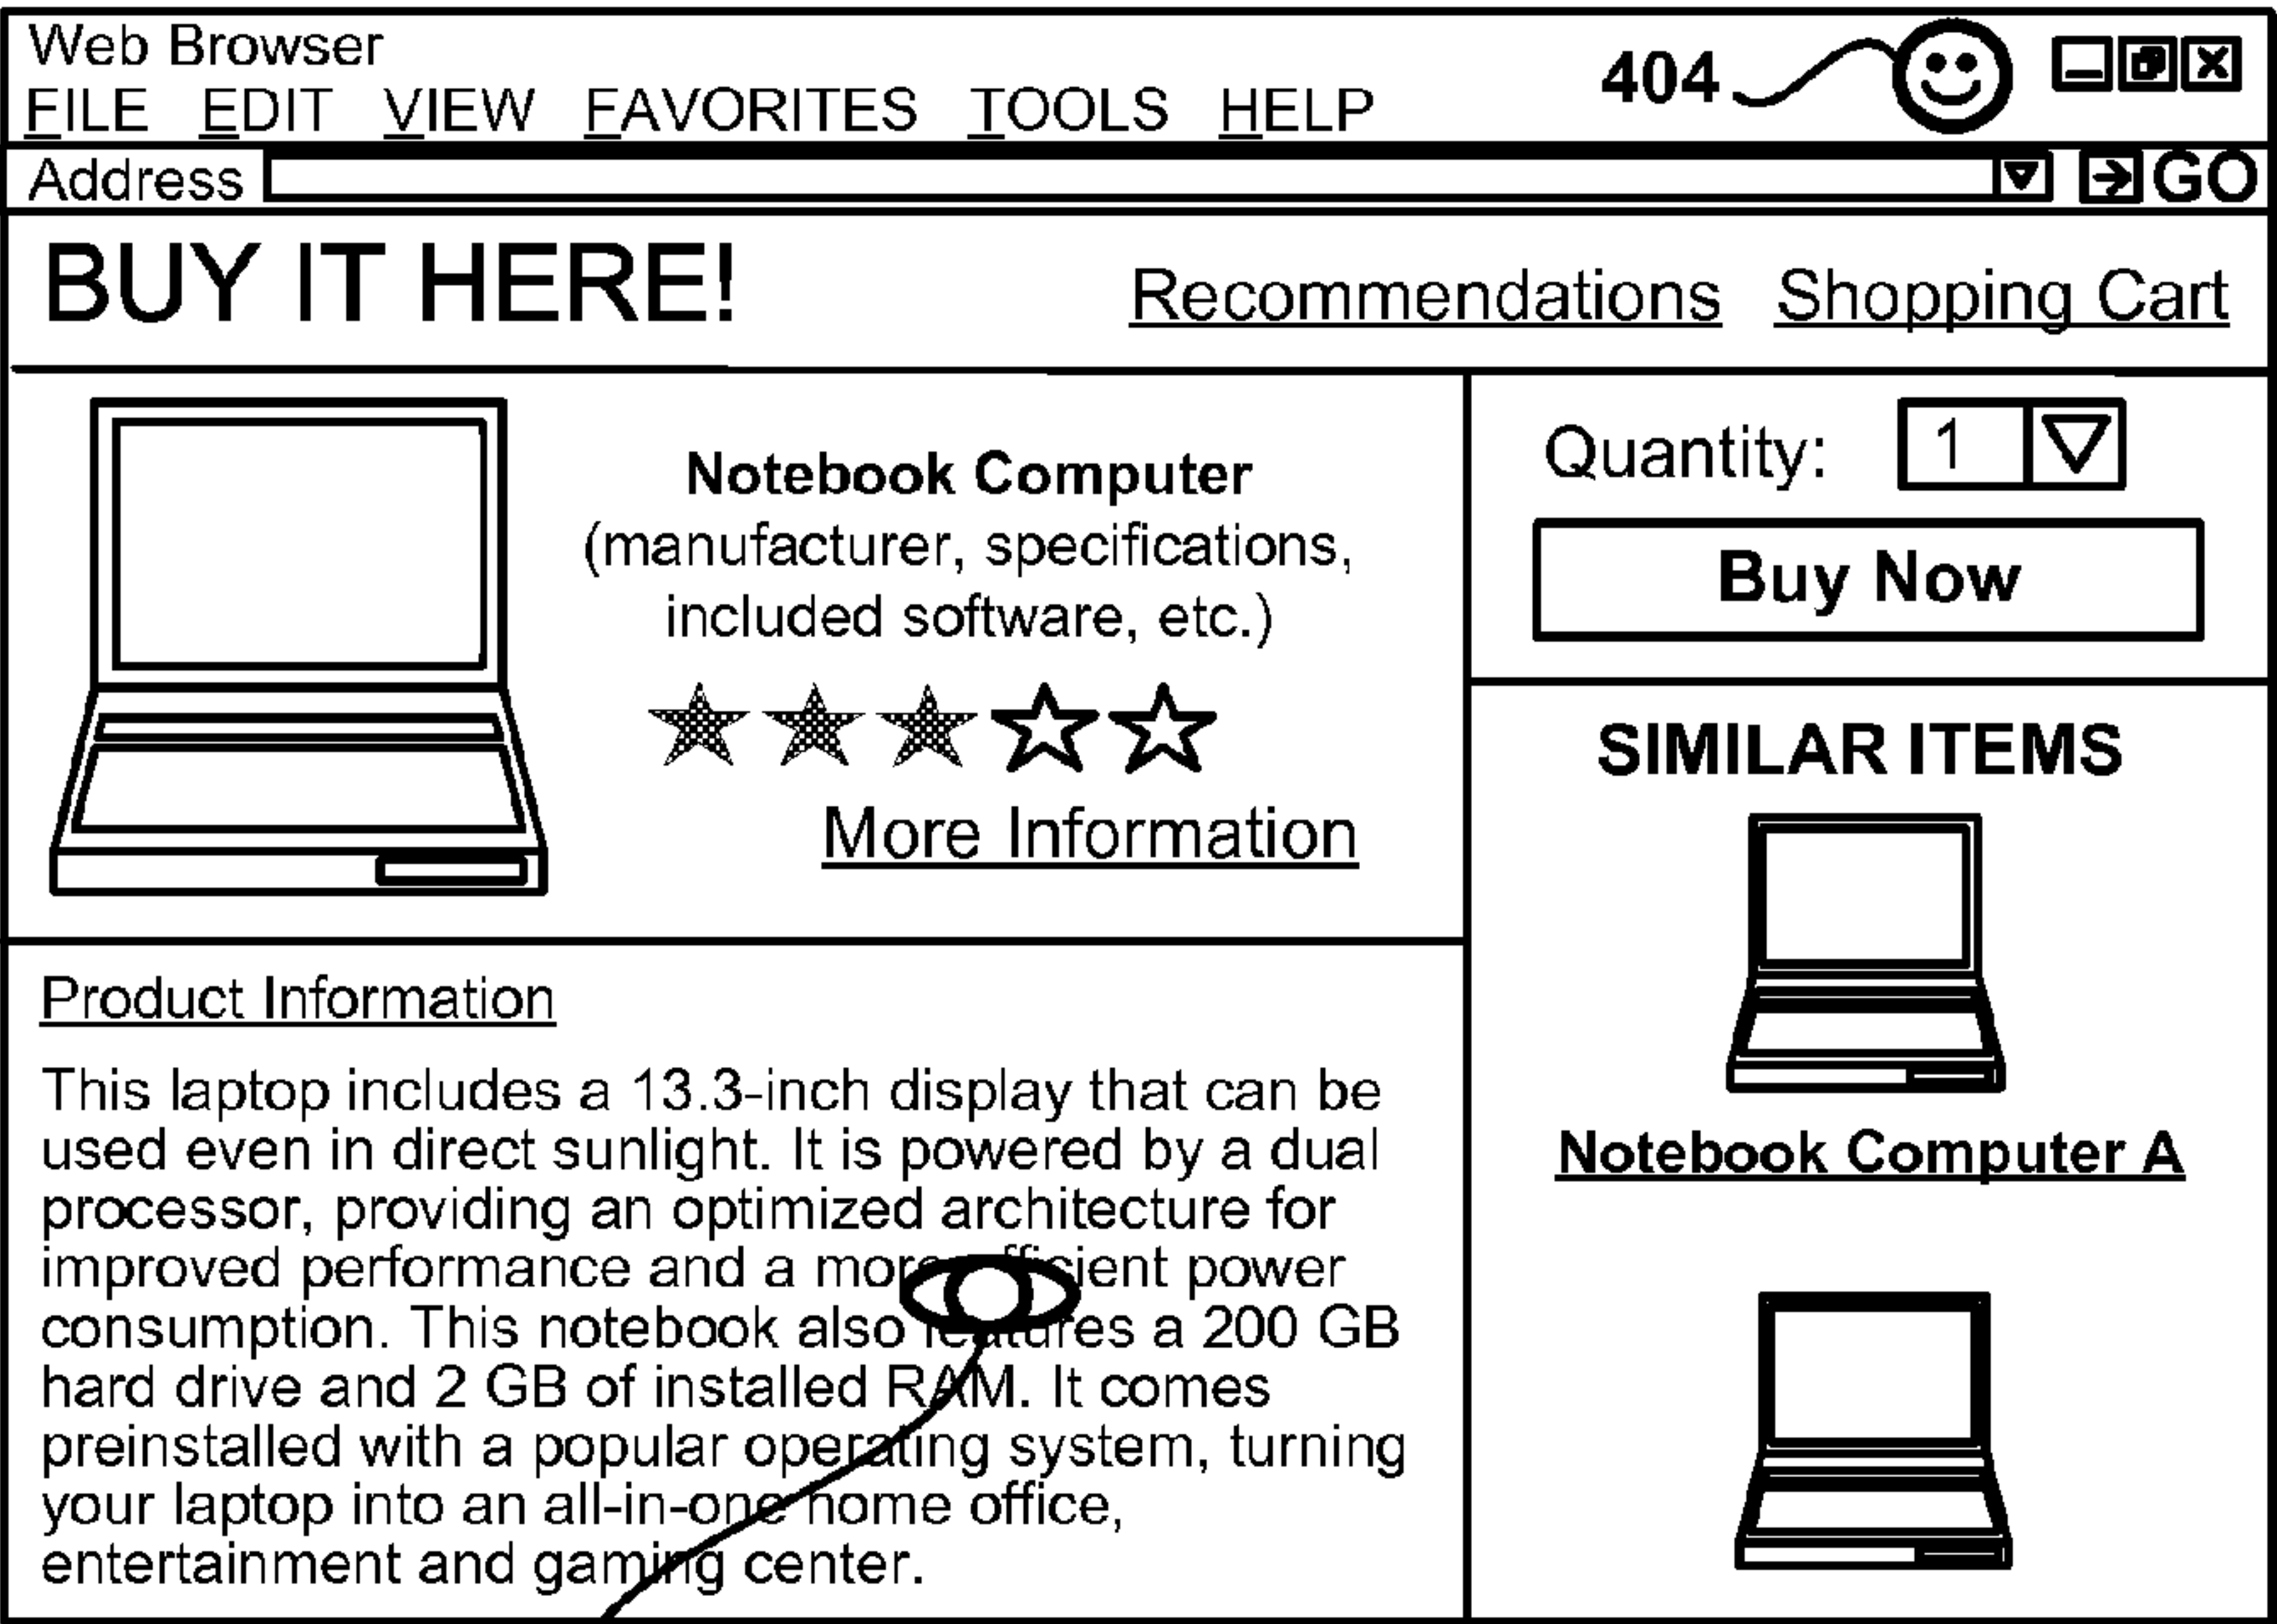 Web Browser
404
FILE EDIT VIEW FAVORITES TOOLS HELP
Address
GO
BUY IT HERE!
Recommendations Shopping Cart
Notebook Computer
(manufacturer, specifications,
included software, etc.)
More Information
Quantity: 1
Buy Now
SIMILAR ITEMS
Notebook Computer A
Product Information
This laptop includes a 13.3-inch display that can be
used even in direct sunlight. It is powered by a dual
processor, providing an optimized architecture for
improved performance and a more efficient power
consumption. This notebook also features a 200 GB
hard drive and 2 GB of installed RAM. It comes
preinstalled with a popular operating system, turning
your laptop into an all-in-one home office,
entertainment and gaming center.